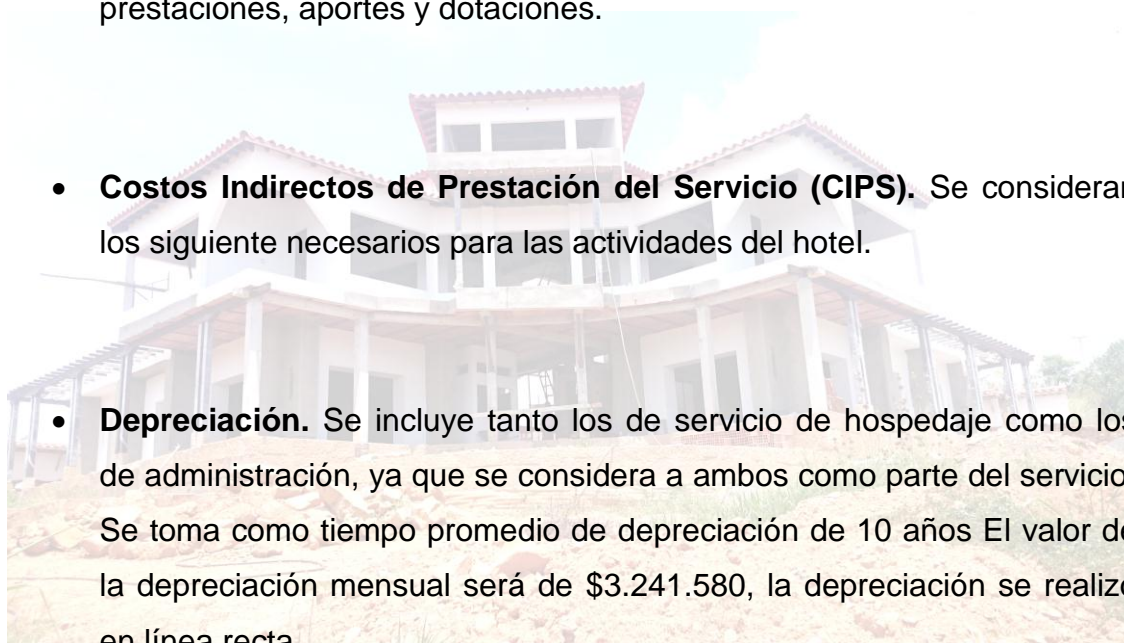 prestaciones, aportes y dotaciones.
• Costos Indirectos de Prestación del Servicio (CIPS). Se consideran
los siguiente necesarios para las actividades del hotel.
• Depreciación. Se incluye tanto los de servicio de hospedaje como los
de administración, ya que se considera a ambos como parte del servicio
Se toma como tiempo promedio de depreciación de 10 años El valor de
la depreciación mensual será de $3.241.580, la depreciación se realizo
en línea recta